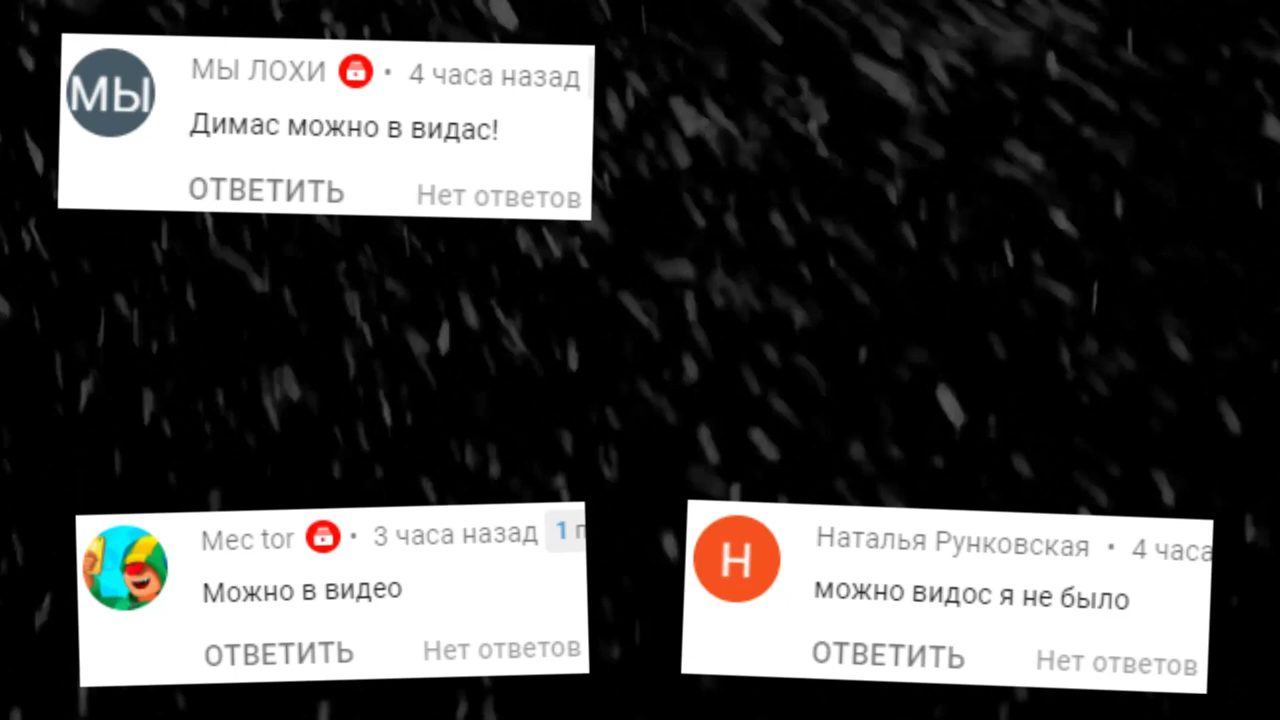 МЫ
МЫ ЛОХИ • 4 часа назад
Димас можно в видас!
ОТВЕТИТЬ Нет ответов
Mec tor • 3 часа назад 1
Можно в видео
ОТВЕТИТЬ Нет ответов
Н
Наталья Рунковская • 4 часа
можно видос я не было
ОТВЕТИТЬ Нет ответов